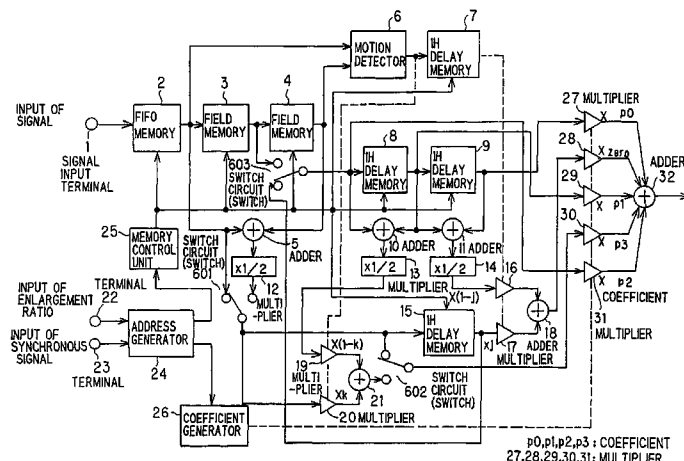 6
7
MOTION
DETECTOR
1H
DELAY
MEMORY
2
3
4
INPUT OF
SIGNAL
FIFO
MEMORY
FIELD
MEMORY
FIELD
MEMORY
1
SIGNAL
INPUT
TERMINAL
603
SWITCH
CIRCUIT
(SWITCH)
8
1H
DELAY
MEMORY
9
1H
DELAY
MEMORY
27 MULTIPLIER
X
p0
28
X
zero
ADDER
32
29
X
p1
30
X
p3
X
p2
COEFFICIENT
31
MULTIPLIER
25
MEMORY
CONTROL
UNIT
SWITCH
CIRCUIT
(SWITCH)
601
5
ADDER
x1/2
12
MULTI-
PLIER
10 ADDER
11 ADDER
x1/2
13
MULTIPLIER
x1/2
14
X(1-j)
16
15
1H
DELAY
MEMORY
Xj
17
MULTIPLIER
18
ADDER
INPUT OF
ENLARGEMENT
RATIO
22
TERMINAL
INPUT OF
SYNCHRONOUS
SIGNAL
23
TERMINAL
ADDRESS
GENERATOR
24
X(1-k)
19
MULTI-
PLIER
21
Xk
20 MULTIPLIER
602
SWITCH
CIRCUIT
(SWITCH)
26
COEFFICIENT
GENERATOR
p0,p1,p2,p3 : COEFFICIENT
27,28,29,30,31: MULTIPLIER